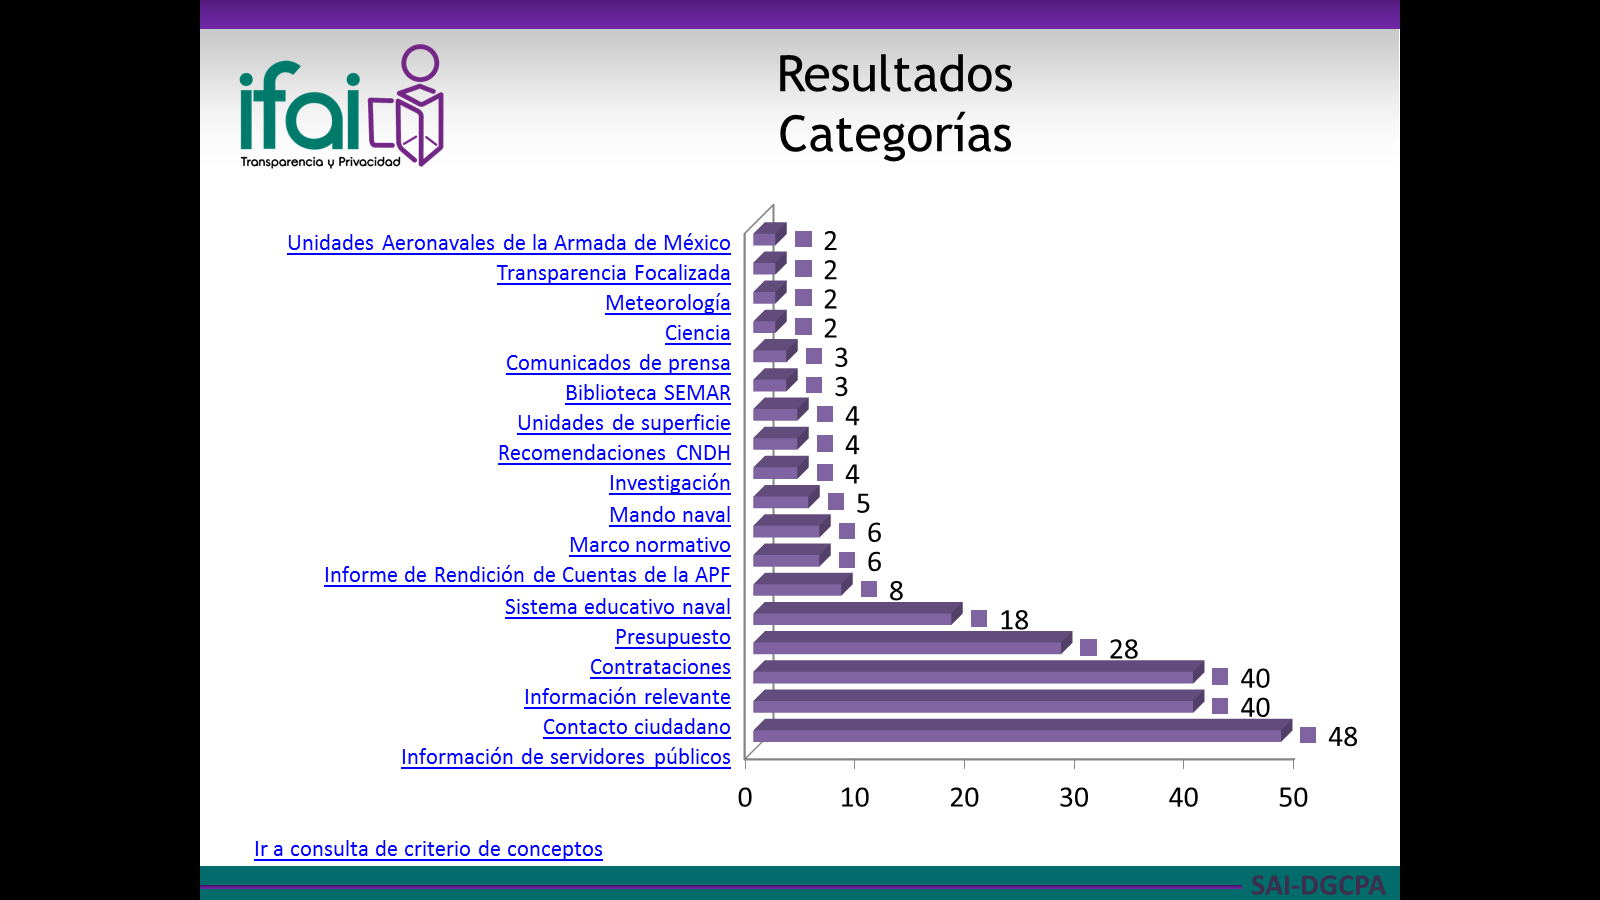 ifai
Transparencia y Privacidad
Resultados
Categorías
Unidades Aeronavales de la Armada de México
2
Transparencia Focalizada
2
Meteorología
2
Ciencia
2
Comunicados de prensa
3
Biblioteca SEMAR
3
Unidades de superficie
4
Recomendaciones CNDH
4
Investigación
4
Mando naval
5
Marco normativo
6
Informe de Rendición de Cuentas de la APF
6
Sistema educativo naval
8
Presupuesto
18
Contrataciones
28
Información relevante
40
Contacto ciudadano
40
Información de servidores públicos
48
0 10 20 30 40 50
Ir a consulta de criterio de conceptos
SAI-DGCPA